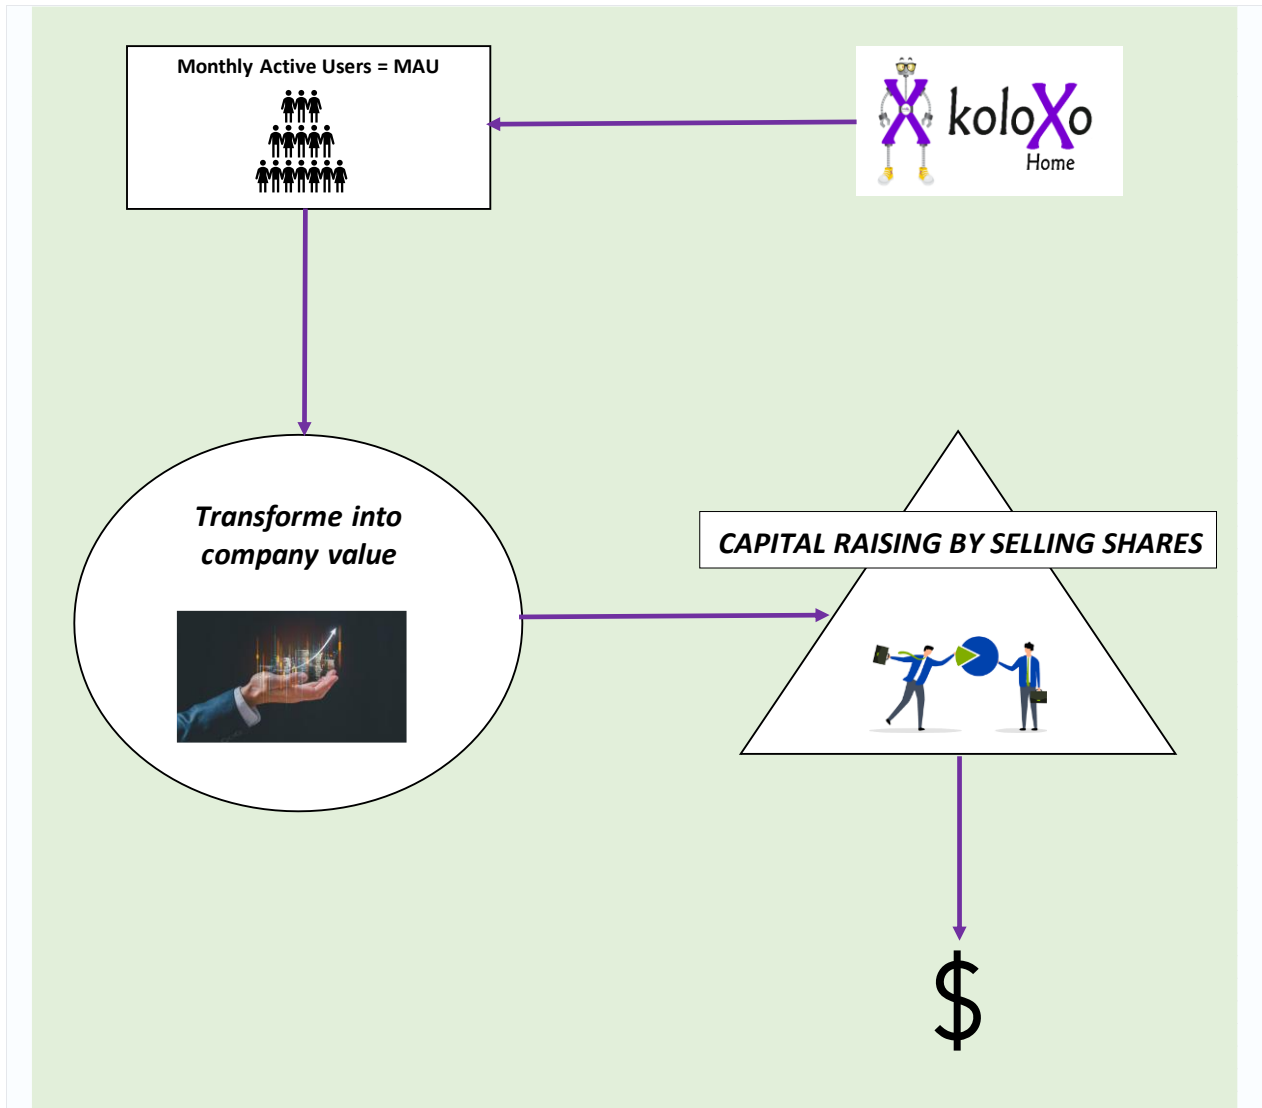 Monthly Active Users = MAU
koloXo
Home
Transforme into
company value
CAPITAL RAISING BY SELLING SHARES
$